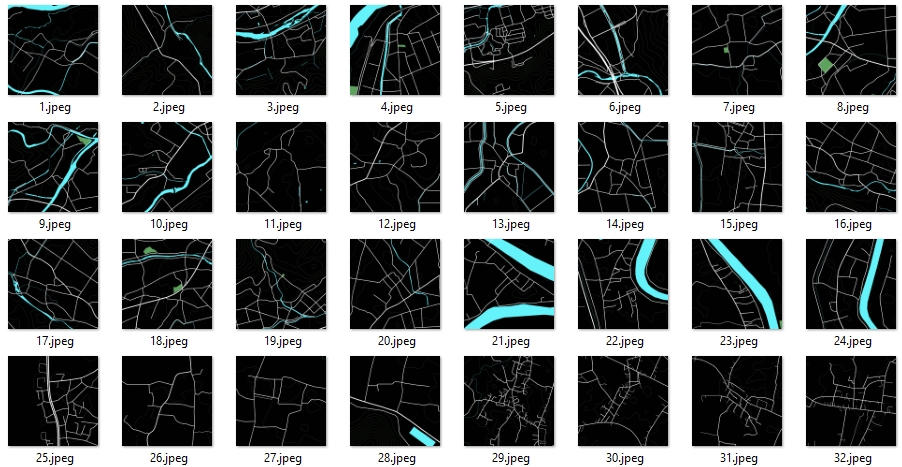 1.jpeg 2.jpeg 3.jpeg 4.jpeg 5.jpeg 6.jpeg 7.jpeg 8.jpeg
9.jpeg 10.jpeg 11.jpeg 12.jpeg 13.jpeg 14.jpeg 15.jpeg 16.jpeg
17.jpeg 18.jpeg 19.jpeg 20.jpeg 21.jpeg 22.jpeg 23.jpeg 24.jpeg
25.jpeg 26.jpeg 27.jpeg 28.jpeg 29.jpeg 30.jpeg 31.jpeg 32.jpeg